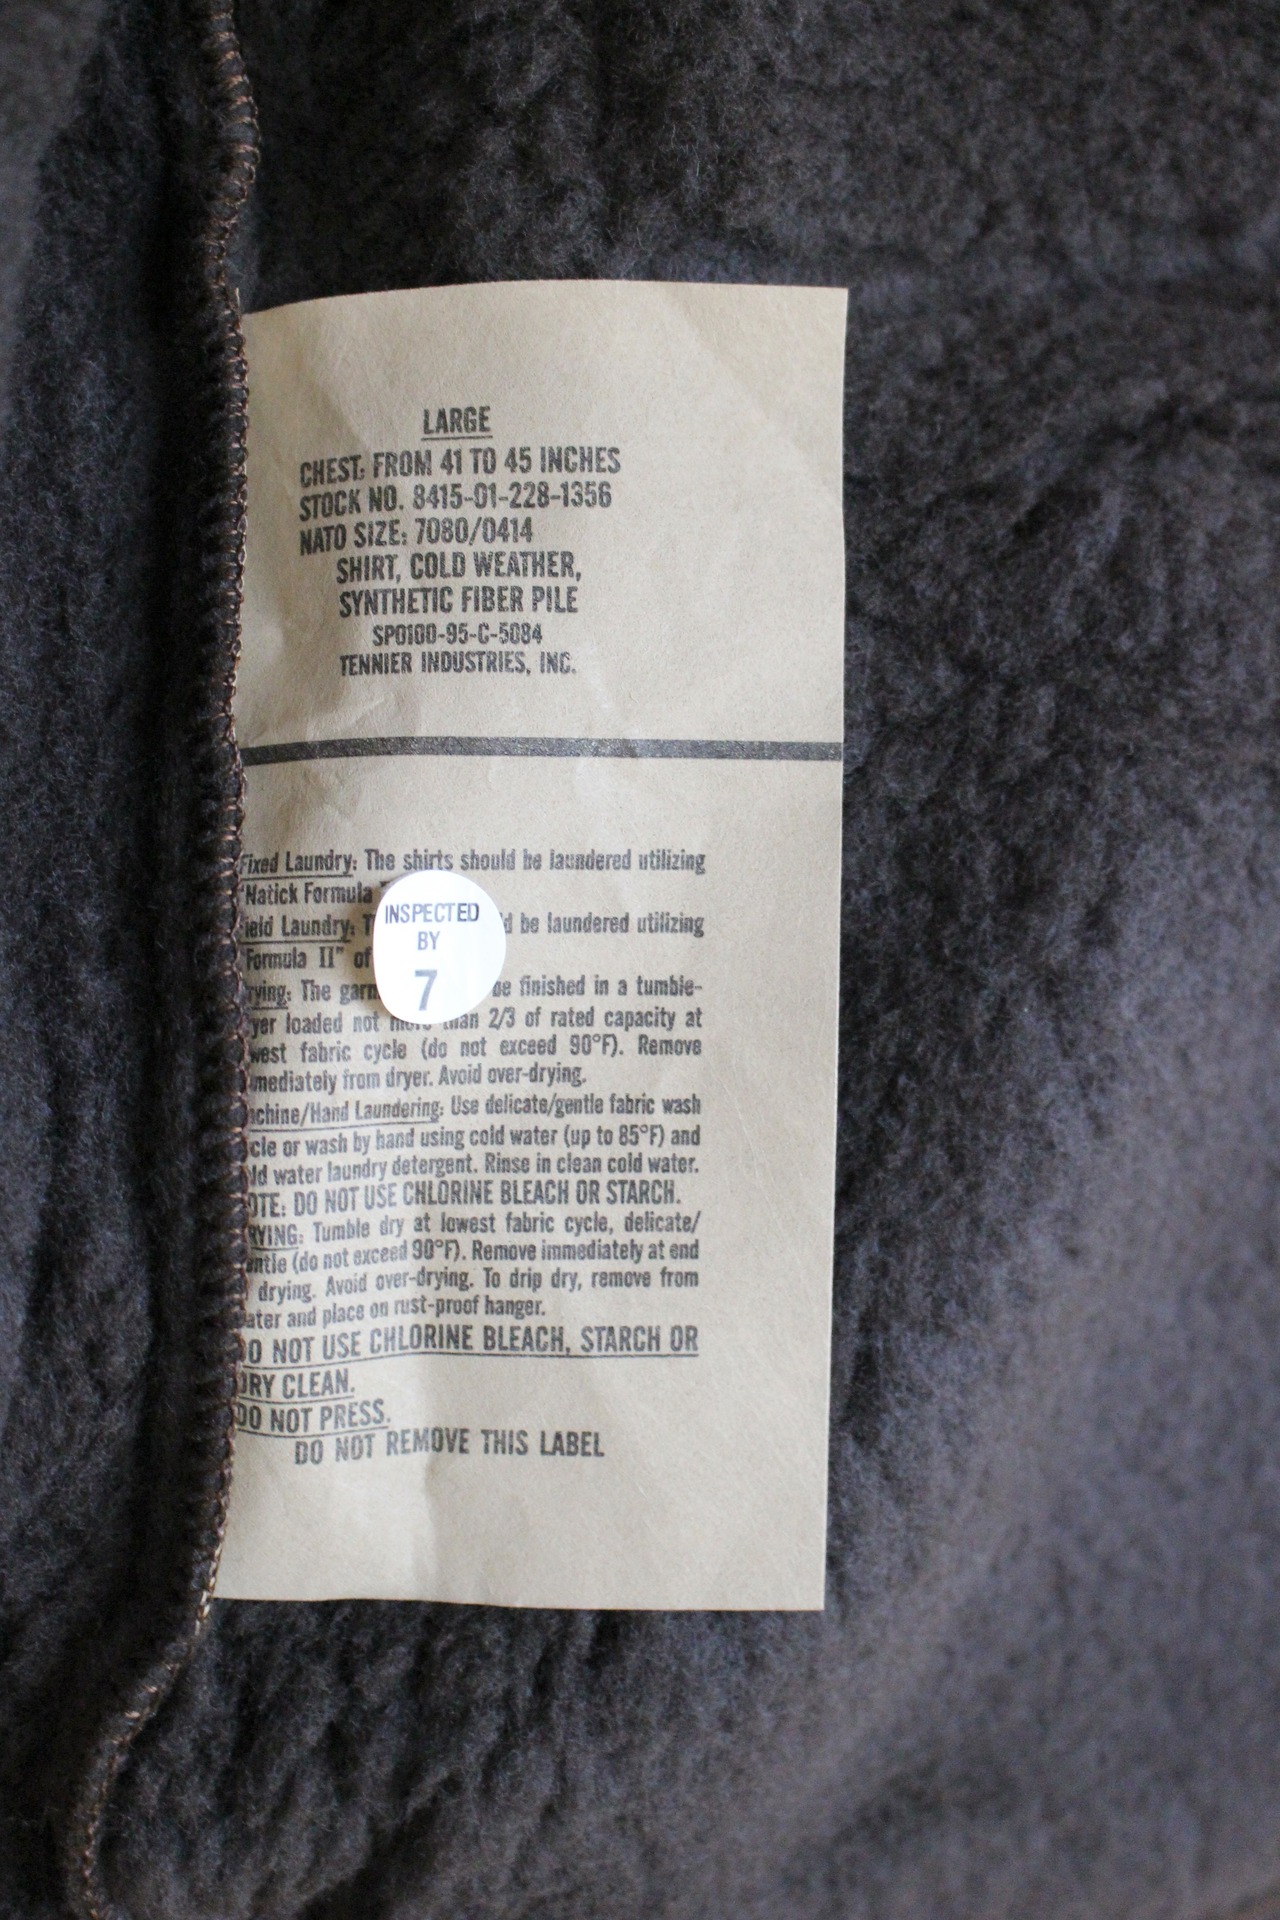 LARGE
CHEST: FROM 41 TO 45 INCHES
STOCK NO. 8415-01-228-1356
NATO SIZE: 7080/0414
SHIRT, COLD WEATHER,
SYNTHETIC FIBER PILE
SPO100-95-C-5084
TENNIER INDUSTRIES, INC.
Fixed Laundry: The shirts should be laundered utilizing
"Natick Formula
INSPECTED
BY
7
ield Laundry: be laundered utilizing
Formula II" of
rying: The be finished in a tumble-
yer loaded not more than 2/3 of rated capacity at
west fabric cycle (do not exceed 90°F). Remove
mediately from dryer. Avoid over-drying.
chine/Hand Laundering: Use delicate/gentle fabric wash
cle or wash by hand using cold water (up to 85°F) and
ld water laundry detergent. Rinse in clean cold water.
OTE: DO NOT USE CHLORINE BLEACH OR STARCH.
RYING: Tumble dry at lowest fabric cycle, delicate/
entle (do not exceed 90°F). Remove immediately at end
drying. Avoid over-drying. To drip dry, remove from
ater and place on rust-proof hanger.
DO NOT USE CHLORINE BLEACH, STARCH OR
DRY CLEAN.
DO NOT PRESS.
DO NOT REMOVE THIS LABEL